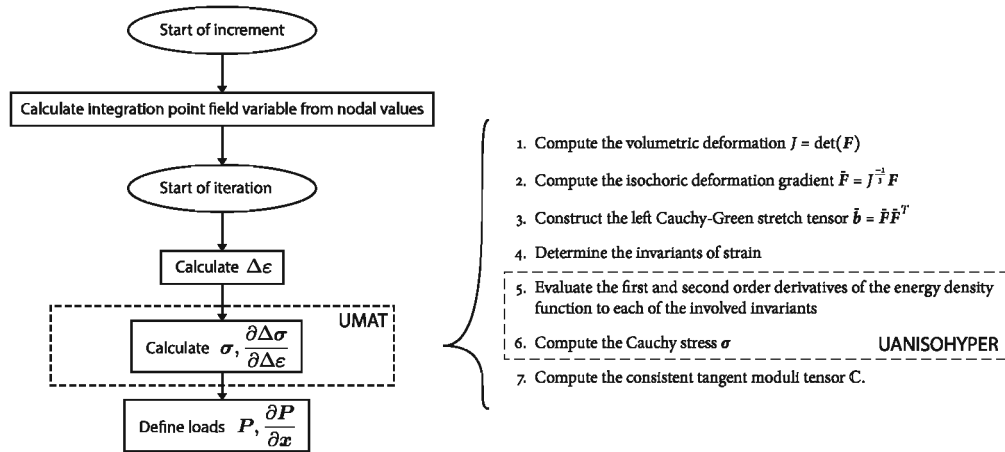 Start of increment
Calculate integration point field variable from nodal values
Start of iteration
Calculate Δε
UMAT
Calculate σ, ∂Δσ/∂Δε
Define loads P, ∂P/∂x
1. Compute the volumetric deformation J = det(F)
2. Compute the isochoric deformation gradient F̄ = J^(-1/3) F
3. Construct the left Cauchy-Green stretch tensor b̄ = F̄F̄^T
4. Determine the invariants of strain
5. Evaluate the first and second order derivatives of the energy density
function to each of the involved invariants
6. Compute the Cauchy stress σ
UANISOHYPER
7. Compute the consistent tangent moduli tensor ℂ.